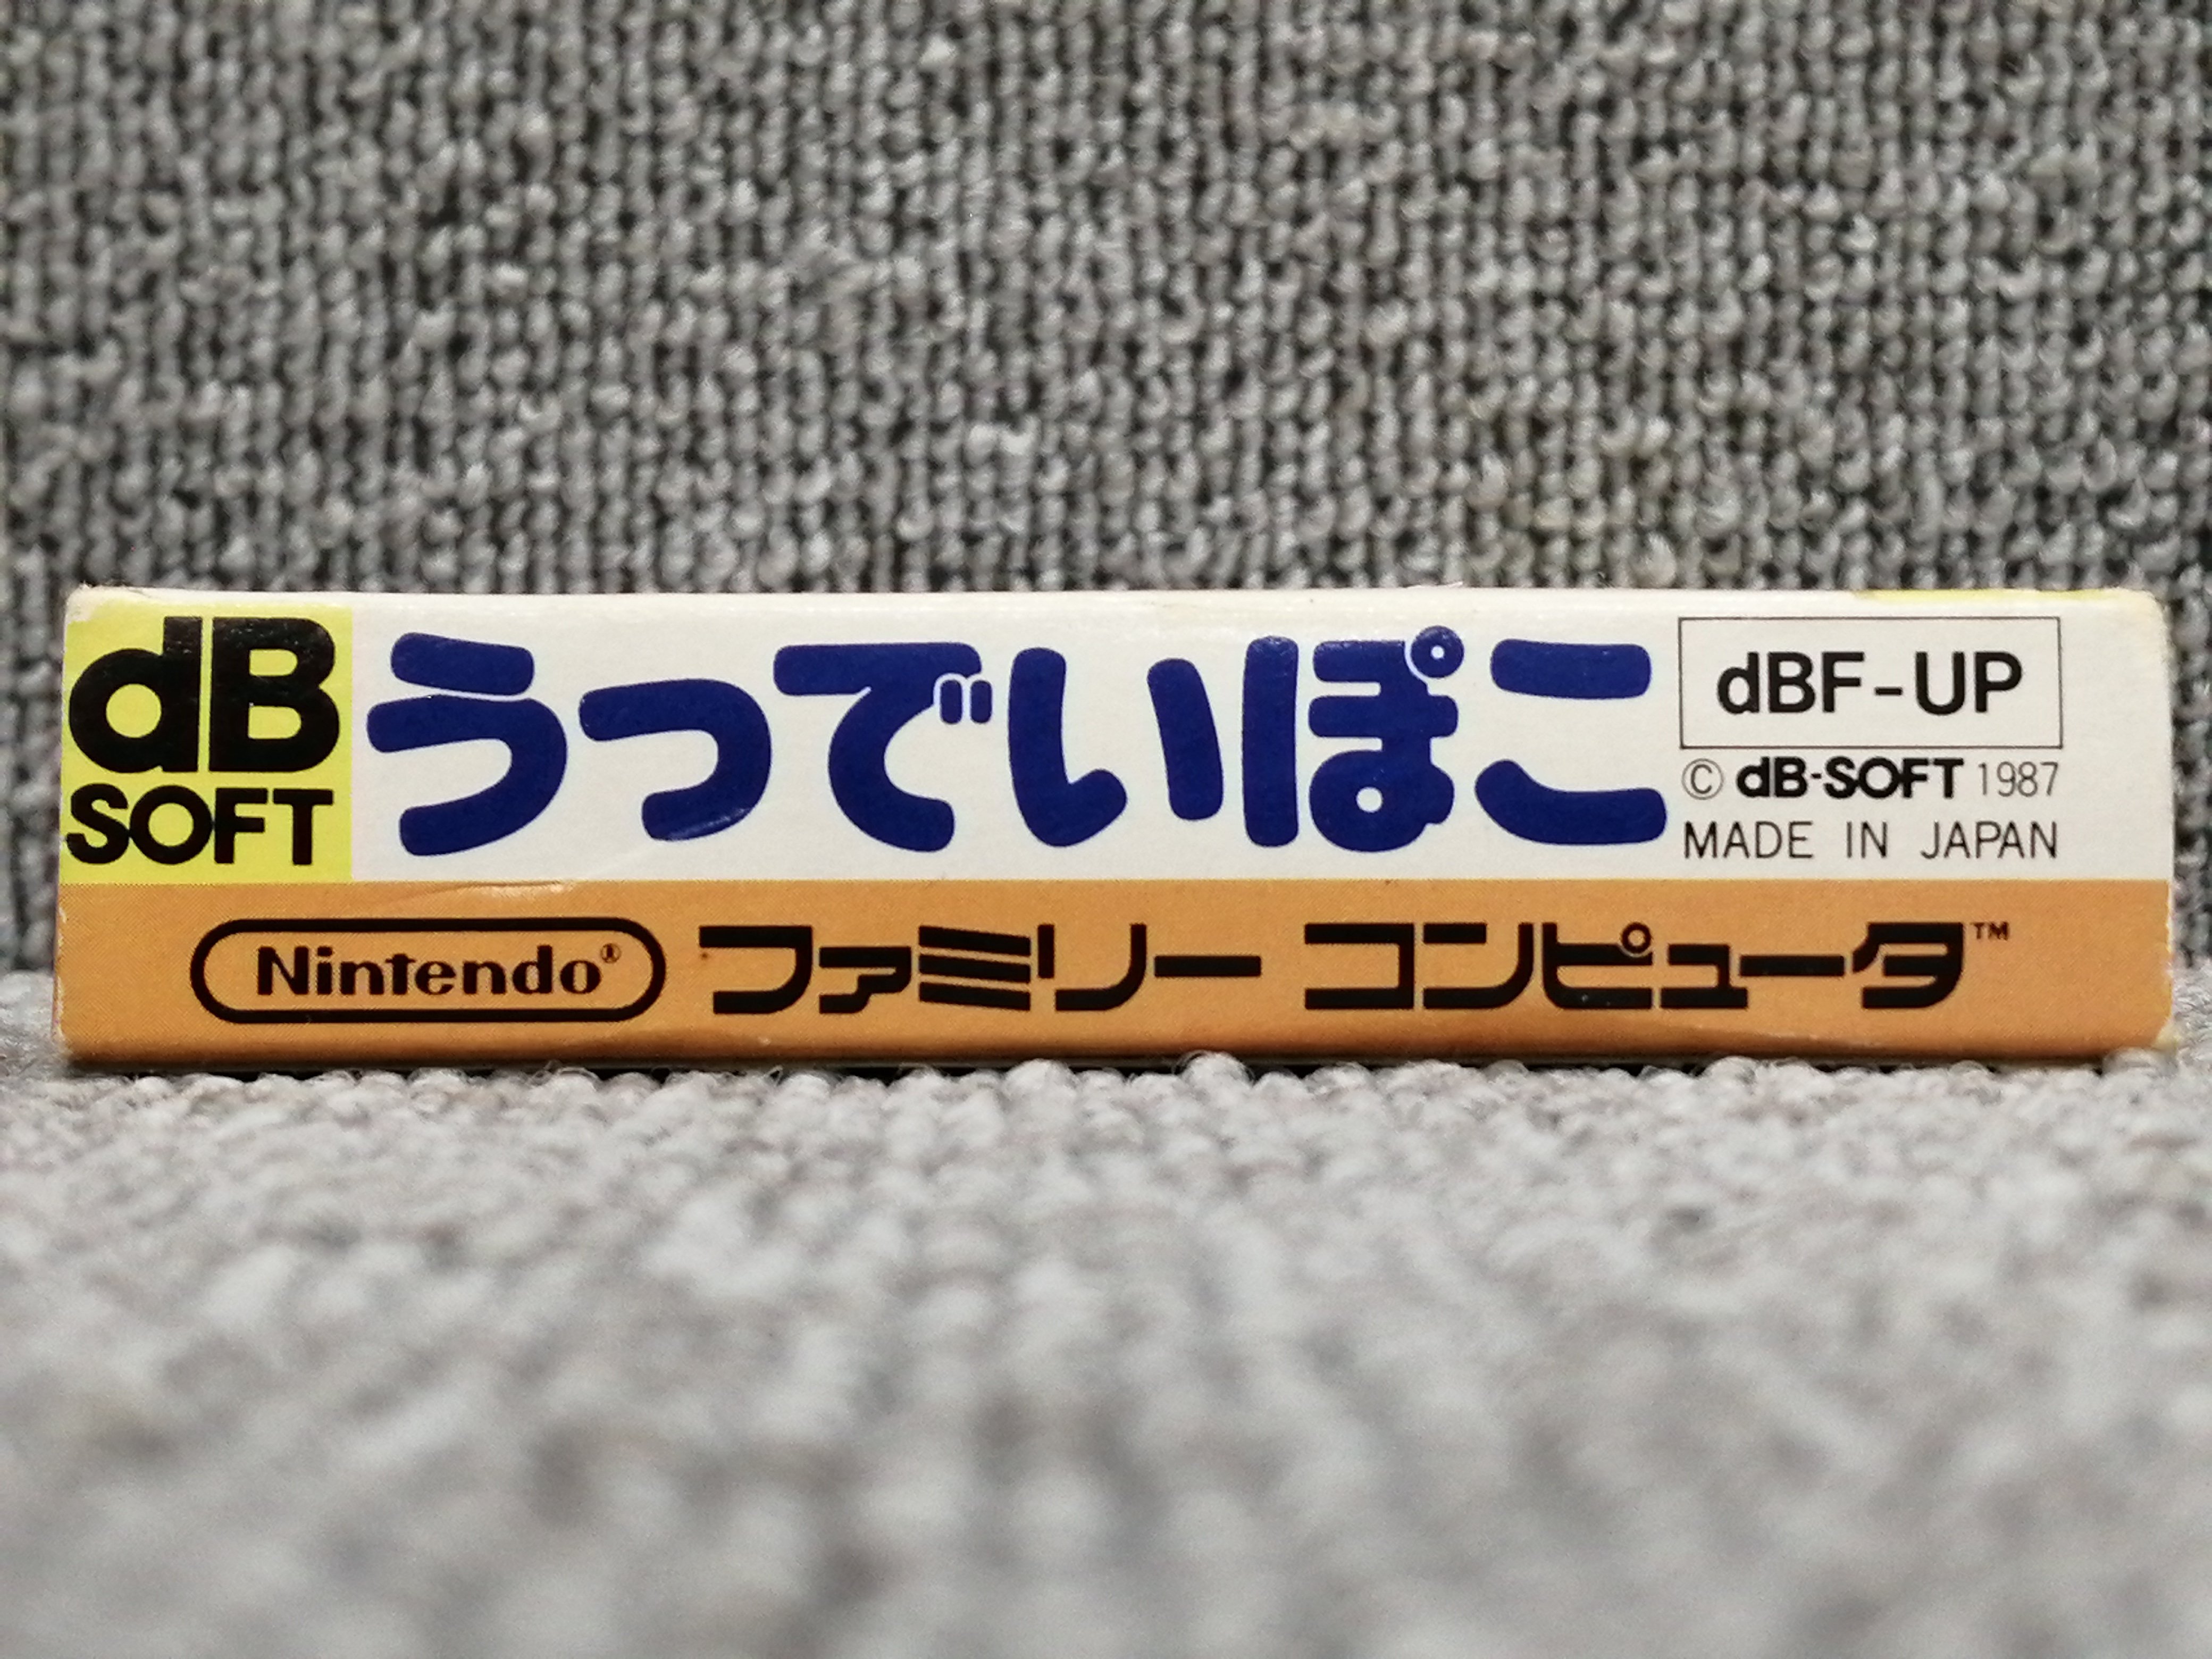 dB
SOFT
うっでいぽこ
dBF-UP
© dB-SOFT 1987
MADE IN JAPAN
Nintendo® ファミリー コンピュータ™